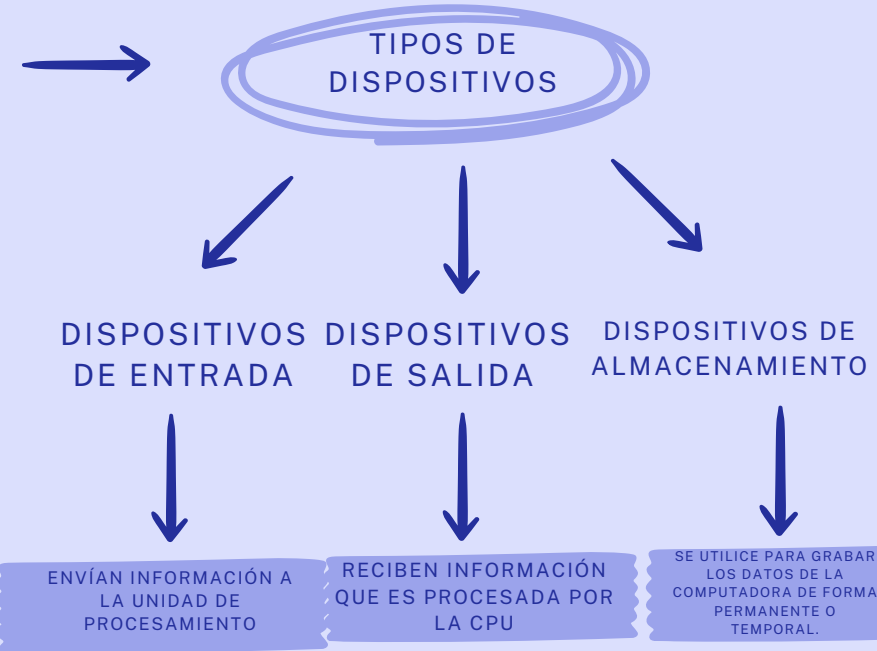 TIPOS DE
DISPOSITIVOS
DISPOSITIVOS
DE ENTRADA
DISPOSITIVOS
DE SALIDA
DISPOSITIVOS DE
ALMACENAMIENTO
ENVÍAN INFORMACIÓN A
LA UNIDAD DE
PROCESAMIENTO
RECIBEN INFORMACIÓN
QUE ES PROCESADA POR
LA CPU
SE UTILICE PARA GRABAR
LOS DATOS DE LA
COMPUTADORA DE FORMA
PERMANENTE O
TEMPORAL.